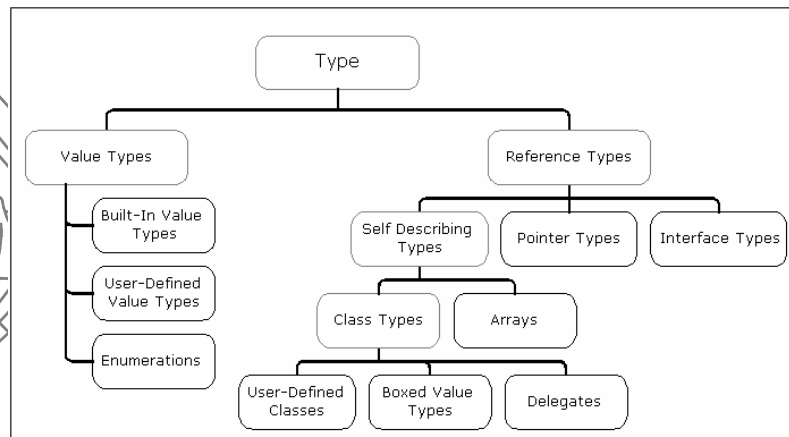 Type
Value Types
Reference Types
Built-In Value
Types
Self Describing
Types
Pointer Types
Interface Types
User-Defined
Value Types
Class Types
Arrays
Enumerations
User-Defined
Classes
Boxed Value
Types
Delegates